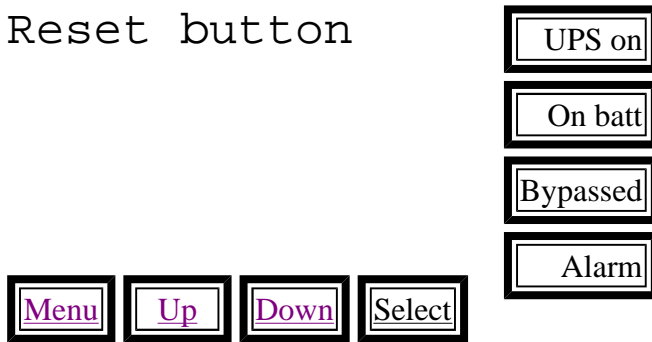 Reset button
UPS on
On batt
Bypassed
Alarm
Menu Up Down Select